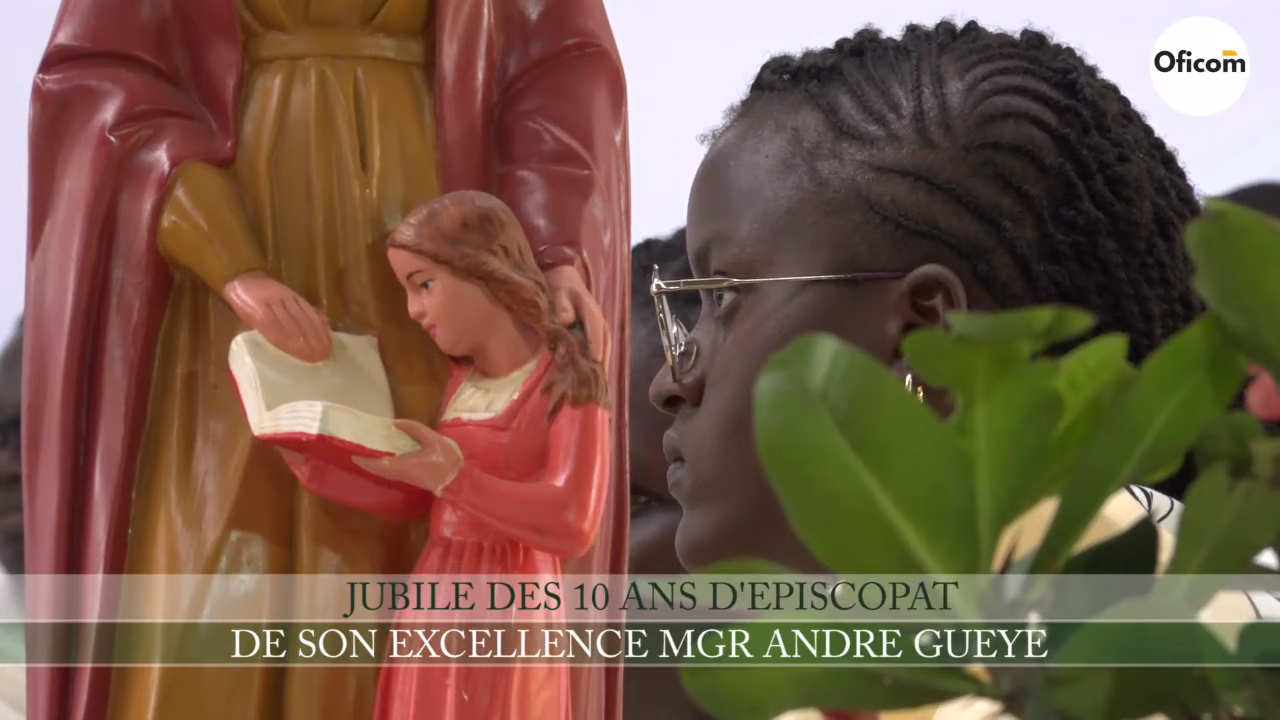 Oficom
JUBILE DES 10 ANS D'EPISCOPAT
DE SON EXCELLENCE MGR ANDRE GUEYE